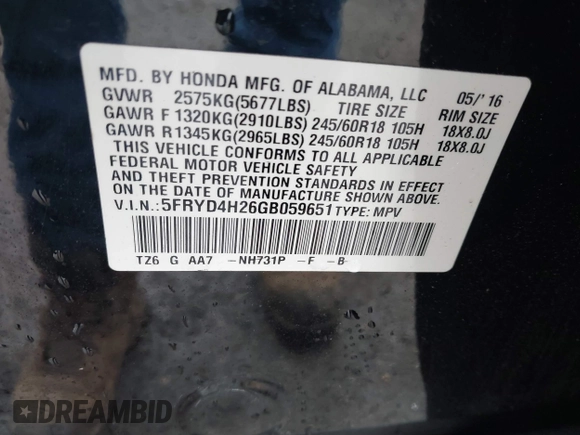 MFD. BY HONDA MFG. OF ALABAMA, LLC 05/'16
GVWR 2575KG(5677LBS) TIRE SIZE RIM SIZE
GAWR F 1320KG(2910LBS) 245/60R18 105H 18X8.0J
GAWR R 1345KG(2965LBS) 245/60R18 105H 18X8.0J
THIS VEHICLE CONFORMS TO ALL APPLICABLE
FEDERAL MOTOR VEHICLE SAFETY
AND THEFT PREVENTION STANDARDS IN EFFECT
ON THE DATE OF MANUFACTURE SHOWN ABOVE.
V.I.N.: 5FRYD4H26GB059651 TYPE: MPV
TZ6 G AA7 -NH731P -F -B-
DREAMBID